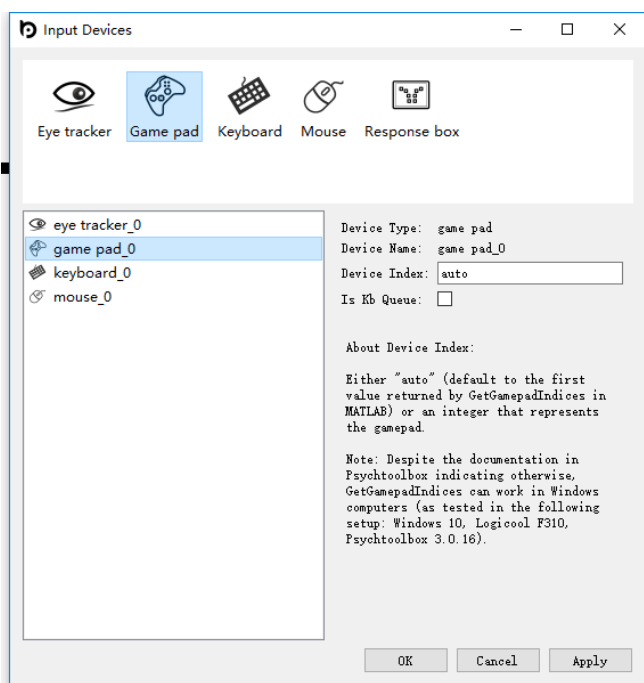 Input Devices
Eye tracker
Game pad
Keyboard
Mouse
Response box
eye tracker_0
game pad_0
keyboard_0
mouse_0
Device Type: game pad
Device Name: game pad_0
Device Index: auto
Is Kb Queue:
About Device Index:
Either "auto" (default to the first
value returned by GetGamepadIndices in
MATLAB) or an integer that represents
the gamepad.
Note: Despite the documentation in
Psychtoolbox indicating otherwise,
GetGamepadIndices can work in Windows
computers (as tested in the following
setup: Windows 10, Logicool F310,
Psychtoolbox 3.0.16).
OK
Cancel
Apply